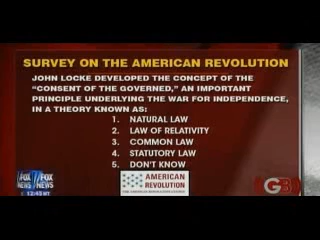 SURVEY ON THE AMERICAN REVOLUTION
JOHN LOCKE DEVELOPED THE CONCEPT OF THE
“CONSENT OF THE GOVERNED,” AN IMPORTANT
PRINCIPLE UNDERLYING THE WAR FOR INDEPENDENCE,
IN A THEORY KNOWN AS:
1. NATURAL LAW
2. LAW OF RELATIVITY
3. COMMON LAW
4. STATUTORY LAW
5. DON'T KNOW
AMERICAN
REVOLUTION
FOX
NEWS
FOX
NEWS
GB